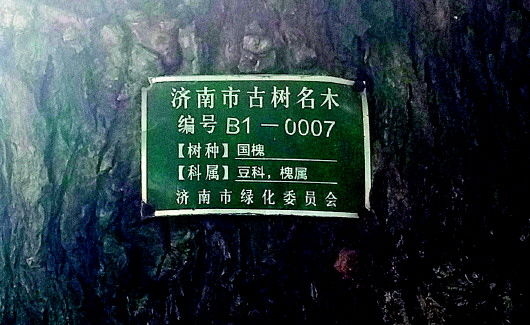 济南市古树名木
编号 B1－0007
【树种】国槐
【科属】豆科，槐属
济南市绿化委员会